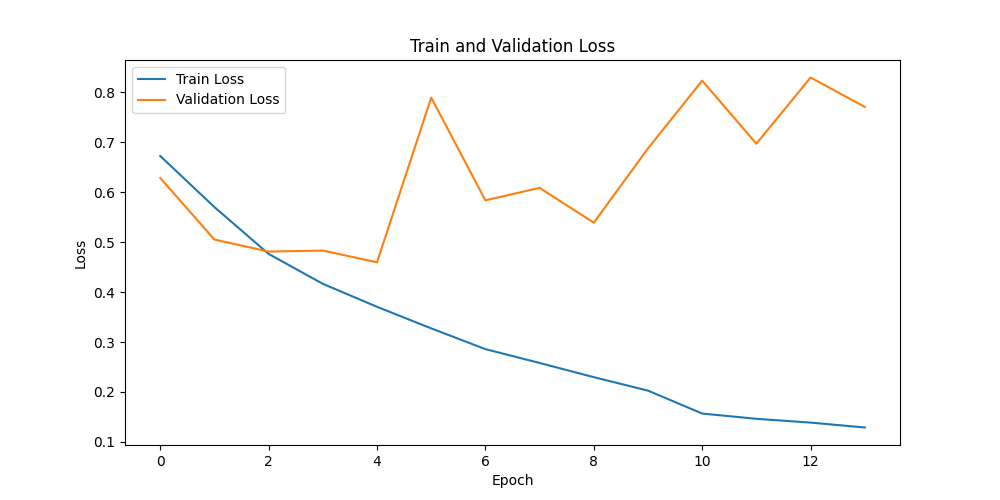 Train and Validation Loss
Train Loss
Validation Loss
0.8
0.7
0.6
0.5
0.4
0.3
0.2
0.1
Loss
0 2 4 6 8 10 12
Epoch